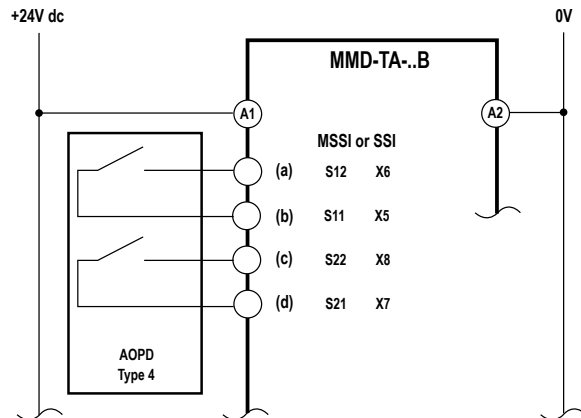 +24V dc 0V
MMD-TA-..B
A1 A2
MSSI or SSI
(a) S12 X6
(b) S11 X5
(c) S22 X8
(d) S21 X7
AOPD
Type 4